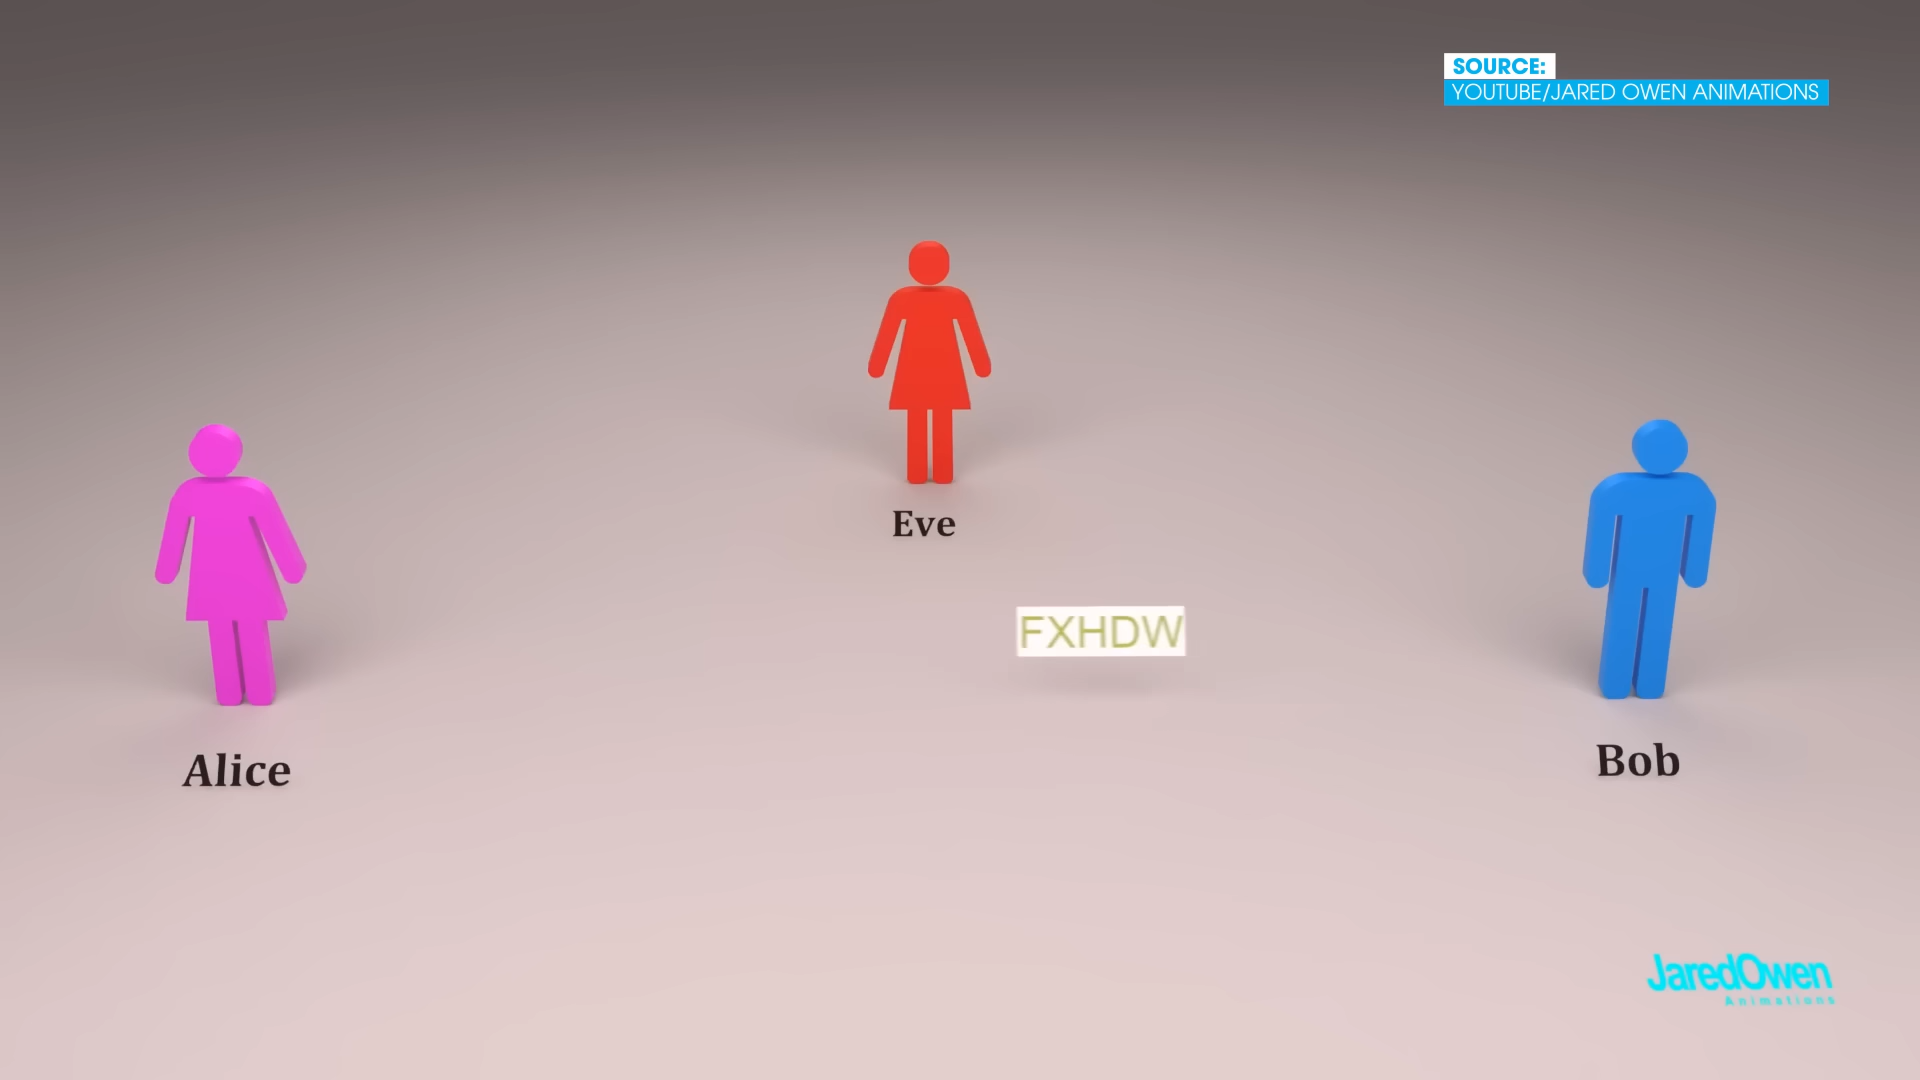 SOURCE:
YOUTUBE/JARED OWEN ANIMATIONS
Eve
FXHDW
Alice
Bob
JaredOwen
Animations